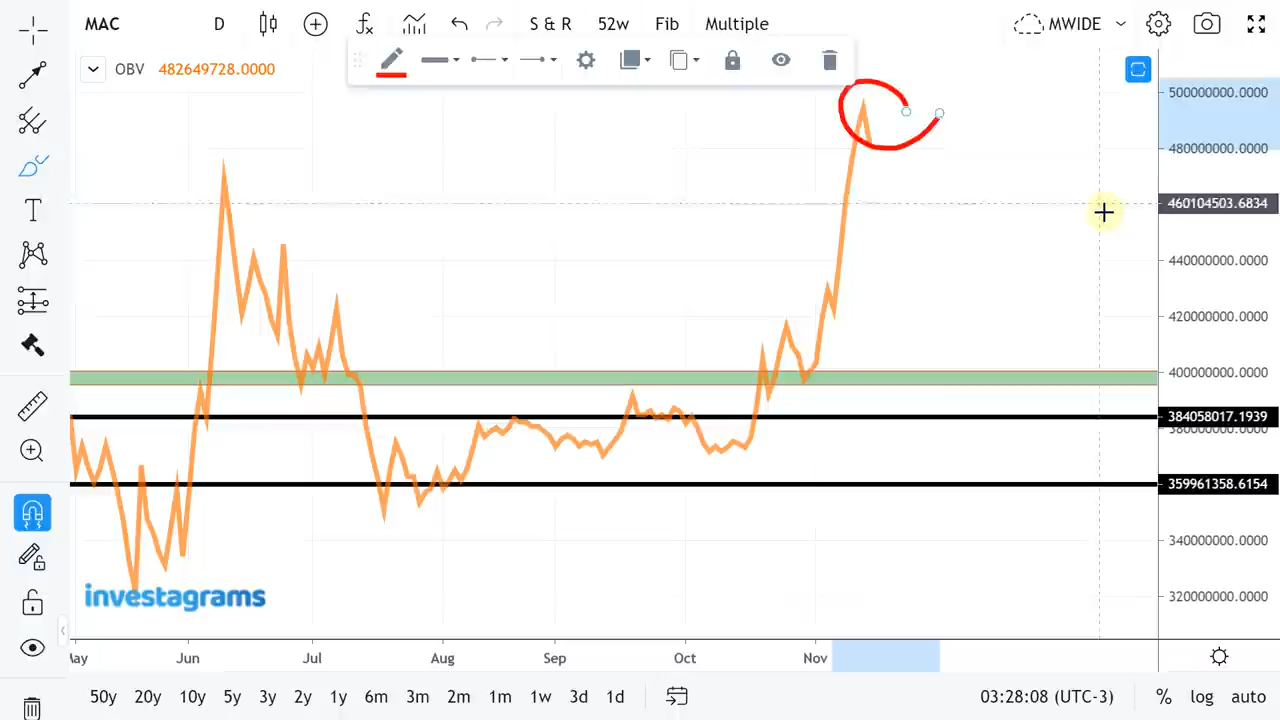 MAC D S & R 52w Fib Multiple MWIDE
OBV 482649728.0000
500000000.0000
480000000.0000
460104503.6834
440000000.0000
420000000.0000
400000000.0000
384058017.1939
380000000.0000
359961358.6154
340000000.0000
320000000.0000
investagrams
May Jun Jul Aug Sep Oct Nov
50y 20y 10y 5y 3y 2y 1y 6m 3m 2m 1m 1w 3d 1d 03:28:08 (UTC-3) % log auto